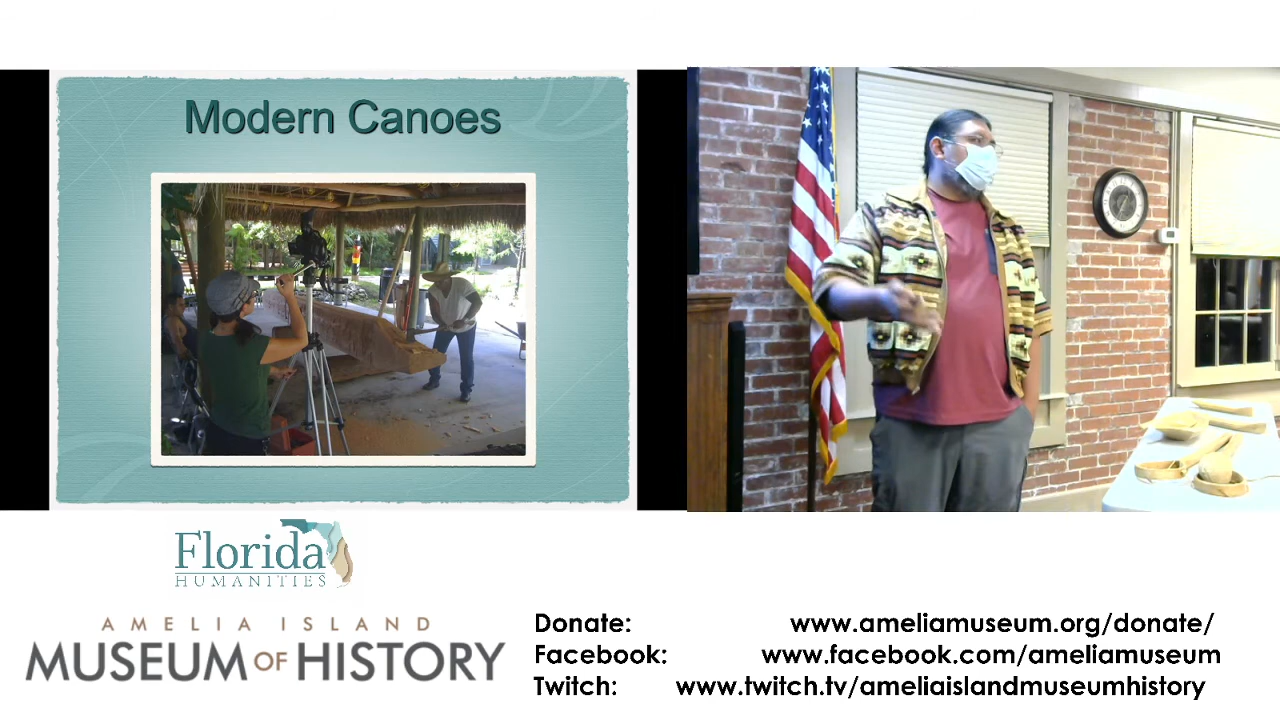 Modern Canoes
Florida
HUMANITIES
AMELIA ISLAND
MUSEUM OF HISTORY
Donate: www.ameliamuseum.org/donate/
Facebook: www.facebook.com/ameliamuseum
Twitch: www.twitch.tv/ameliaislandmuseumhistory